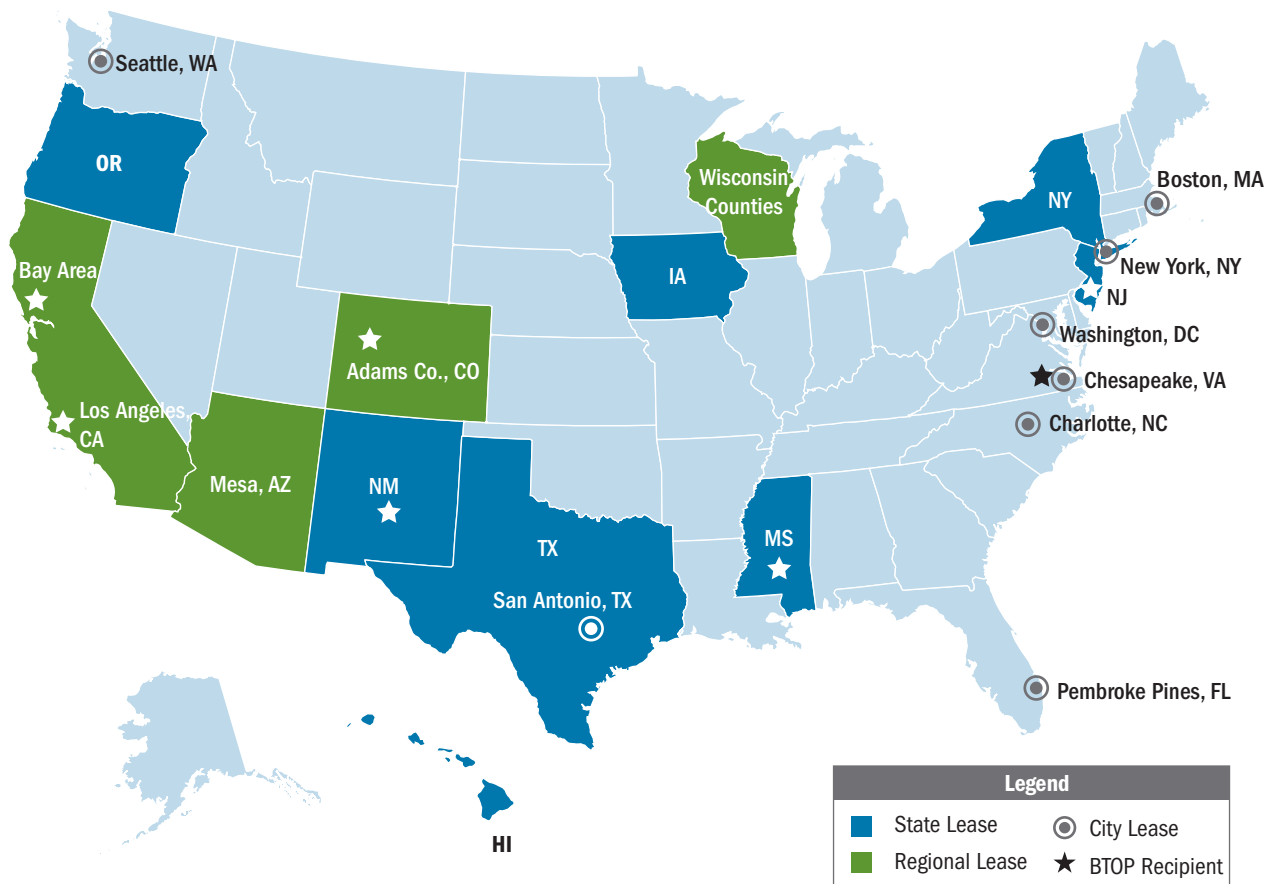 Seattle, WA
OR
Wisconsin
Counties
Boston, MA
NY
Bay Area
IA
New York, NY
NJ
Washington, DC
Adams Co., CO
Chesapeake, VA
Los Angeles,
CA
Charlotte, NC
Mesa, AZ
NM
MS
TX
San Antonio, TX
Pembroke Pines, FL
HI
Legend
State Lease
City Lease
Regional Lease
BTOP Recipient